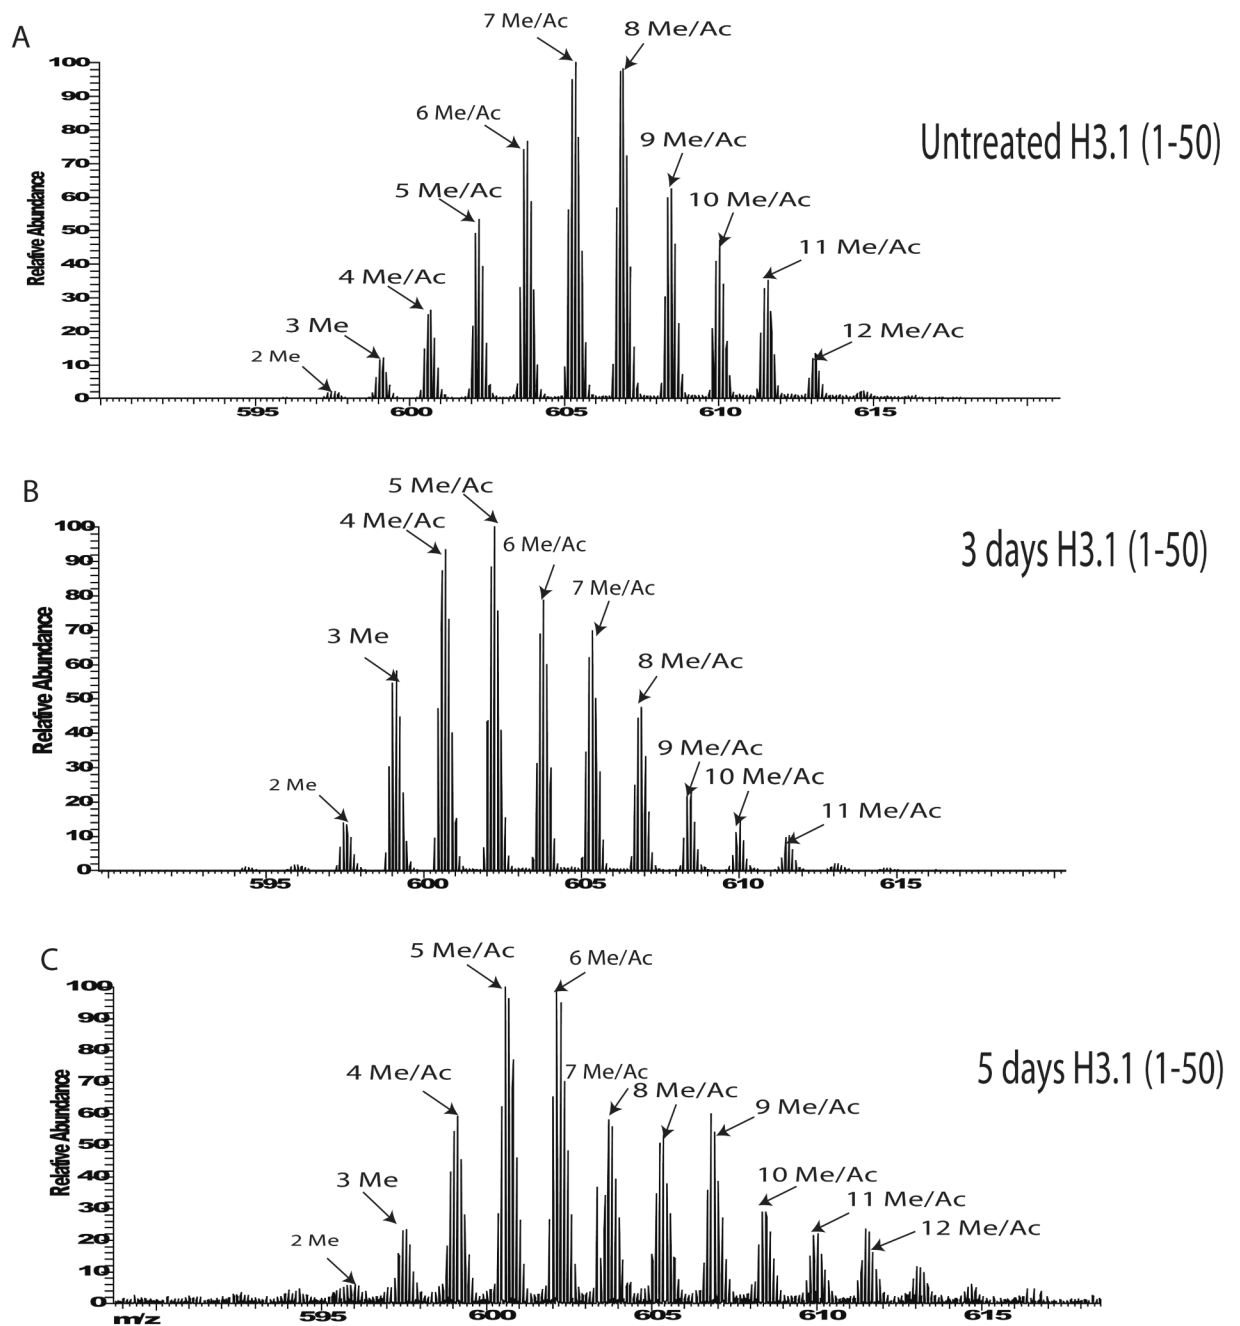 A
7 Me/Ac
8 Me/Ac
6 Me/Ac
9 Me/Ac
5 Me/Ac
10 Me/Ac
4 Me/Ac
11 Me/Ac
3 Me
12 Me/Ac
2 Me
Untreated H3.1 (1-50)
Relative Abundance
100
90
80
70
60
50
40
30
20
10
0
595
600
605
610
615
B
5 Me/Ac
4 Me/Ac
6 Me/Ac
7 Me/Ac
3 Me
8 Me/Ac
9 Me/Ac
10 Me/Ac
2 Me
11 Me/Ac
3 days H3.1 (1-50)
Relative Abundance
100
90
80
70
60
50
40
30
20
10
0
595
600
605
610
615
C
5 Me/Ac
6 Me/Ac
4 Me/Ac
7 Me/Ac
8 Me/Ac
9 Me/Ac
3 Me
10 Me/Ac
11 Me/Ac
2 Me
12 Me/Ac
5 days H3.1 (1-50)
Relative Abundance
100
90
80
70
60
50
40
30
20
10
0
m/z
595
600
605
610
615